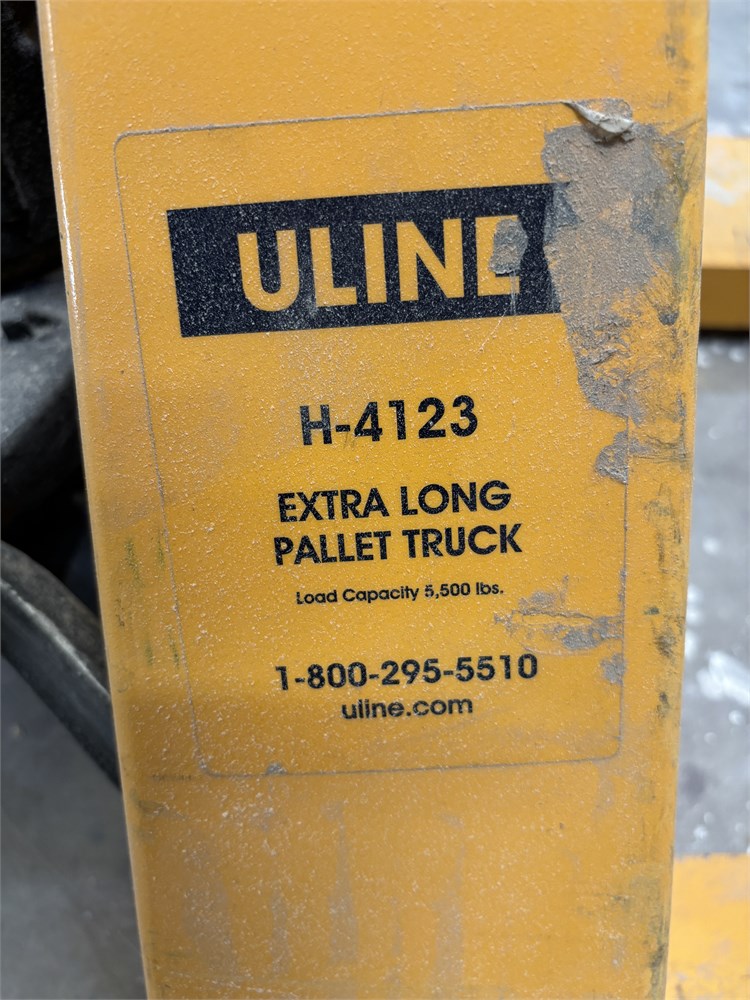 ULINE
H-4123
EXTRA LONG
PALLET TRUCK
Load Capacity 5,500 lbs.
1-800-295-5510
uline.com